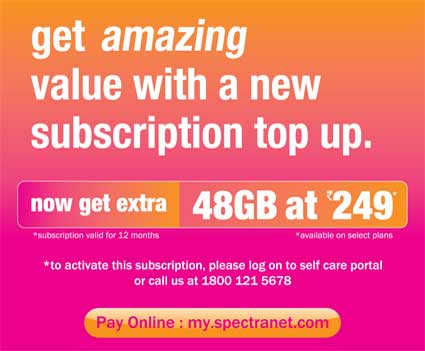 get amazing
value with a new
subscription top up.
now get extra 48GB at ₹249*
*subscription valid for 12 months *available on select plans
*to activate this subscription, please log on to self care portal
or call us at 1800 121 5678
Pay Online : my.spectranet.com